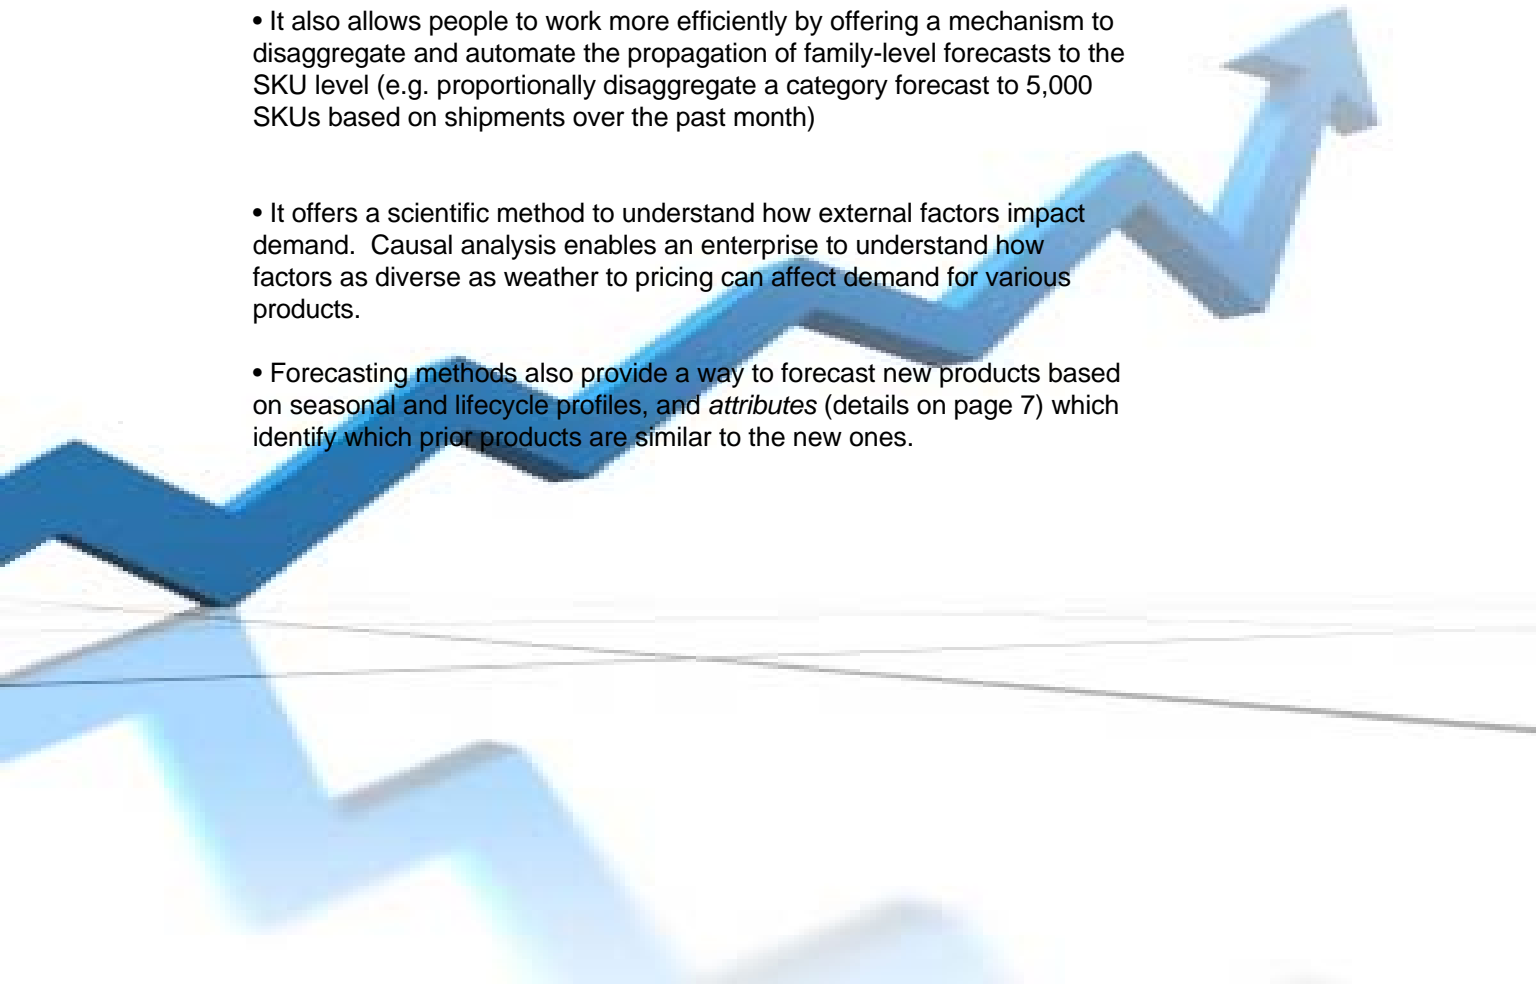 • It also allows people to work more efficiently by offering a mechanism to
disaggregate and automate the propagation of family-level forecasts to the
SKU level (e.g. proportionally disaggregate a category forecast to 5,000
SKUs based on shipments over the past month)
• It offers a scientific method to understand how external factors impact
demand.  Causal analysis enables an enterprise to understand how
factors as diverse as weather to pricing can affect demand for various
products.
• Forecasting methods also provide a way to forecast new products based
on seasonal and lifecycle profiles, and attributes (details on page 7) which
identify which prior products are similar to the new ones.